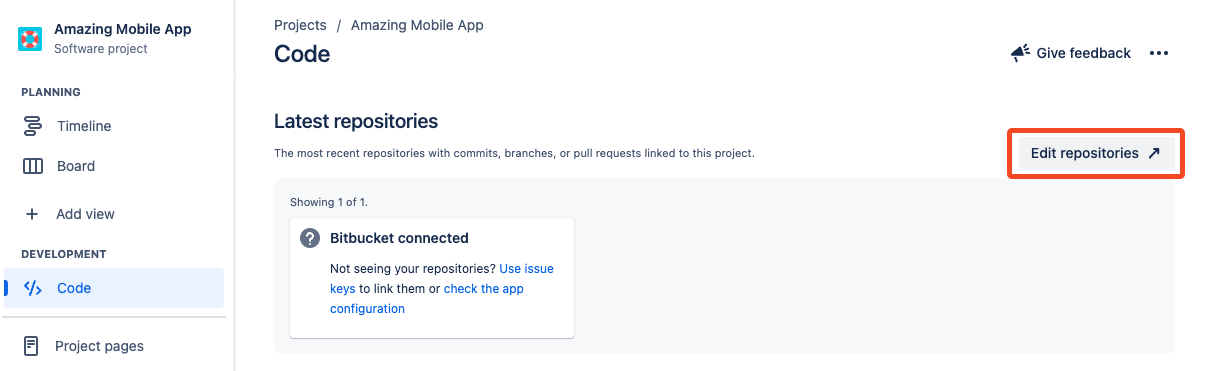 Amazing Mobile App
Software project
PLANNING
Timeline
Board
Add view
DEVELOPMENT
Code
Project pages
Projects / Amazing Mobile App
Code
Give feedback
Latest repositories
The most recent repositories with commits, branches, or pull requests linked to this project.
Edit repositories
Showing 1 of 1.
Bitbucket connected
Not seeing your repositories? Use issue
keys to link them or check the app
configuration